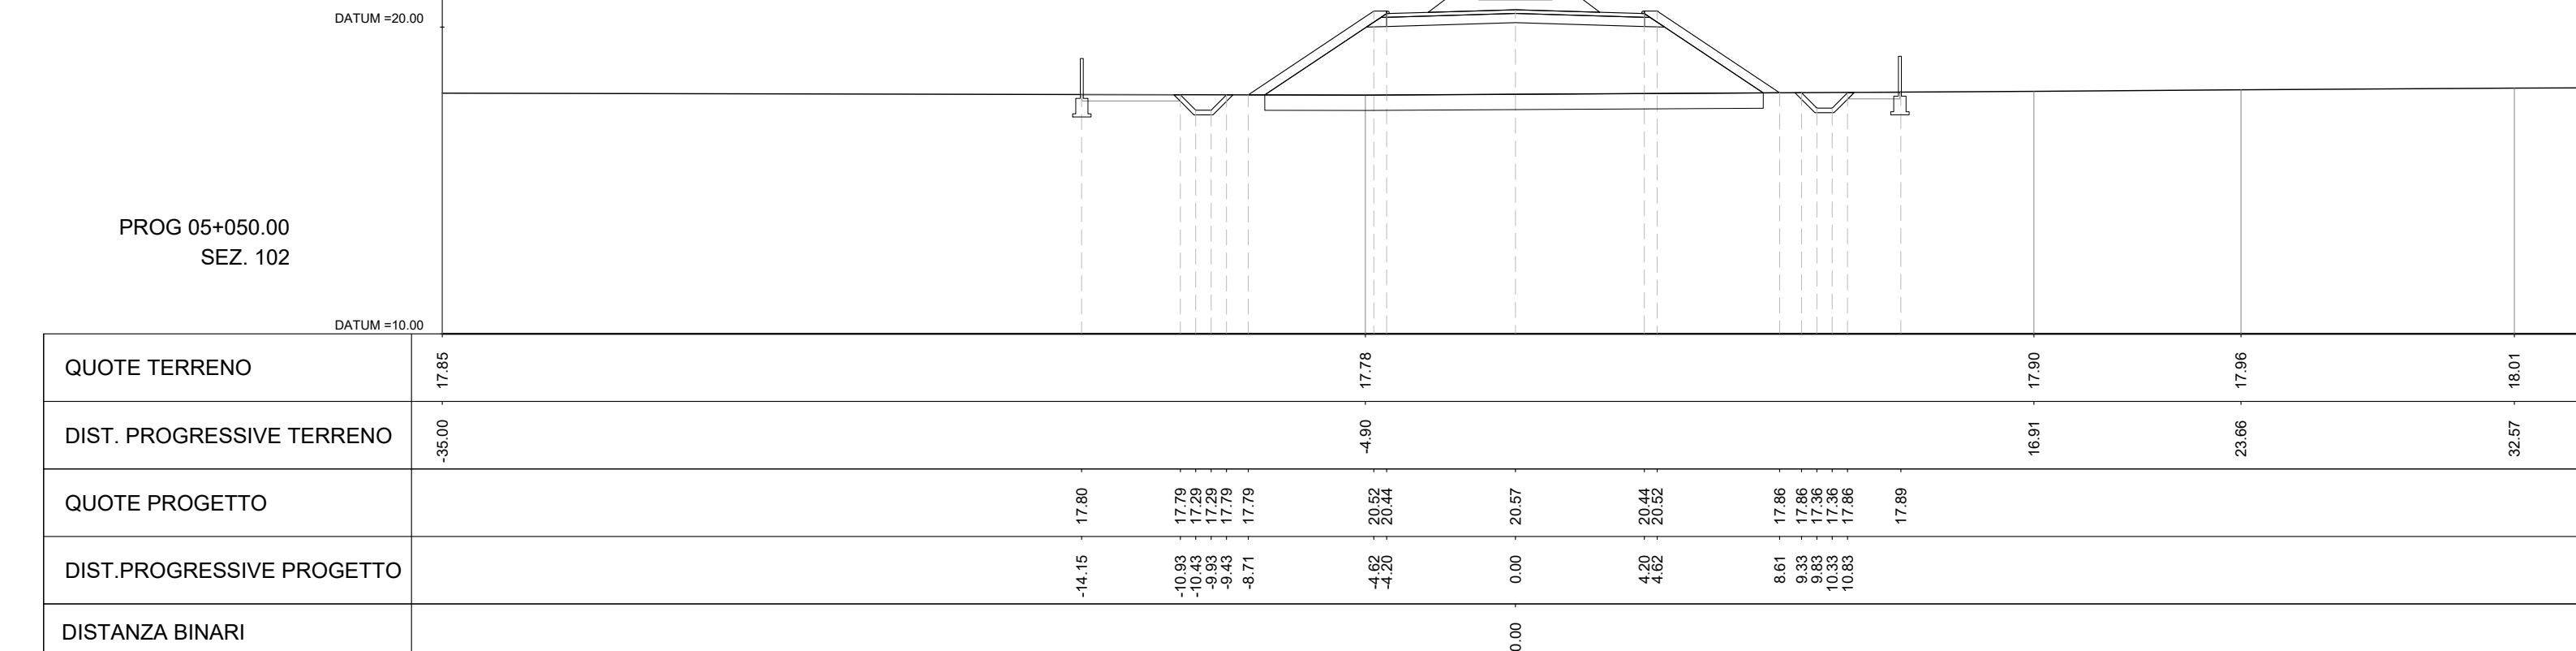 DATUM =20.00
PROG 05+050.00
SEZ. 102
DATUM =10.00
QUOTE TERRENO 17.85 17.78 17.90 17.96 18.01
DIST. PROGRESSIVE TERRENO -35.00 -4.90 16.91 23.66 32.57
QUOTE PROGETTO 17.80 17.79 17.29 17.29 17.79 17.79 20.52 20.44 20.57 20.44 20.52 17.86 17.86 17.36 17.36 17.86 17.89
DIST.PROGRESSIVE PROGETTO -14.15 -10.93 -10.43 -9.93 -9.43 -8.71 -4.62 -4.20 0.00 4.20 4.62 8.61 9.33 9.83 10.33 10.83
DISTANZA BINARI 0.00